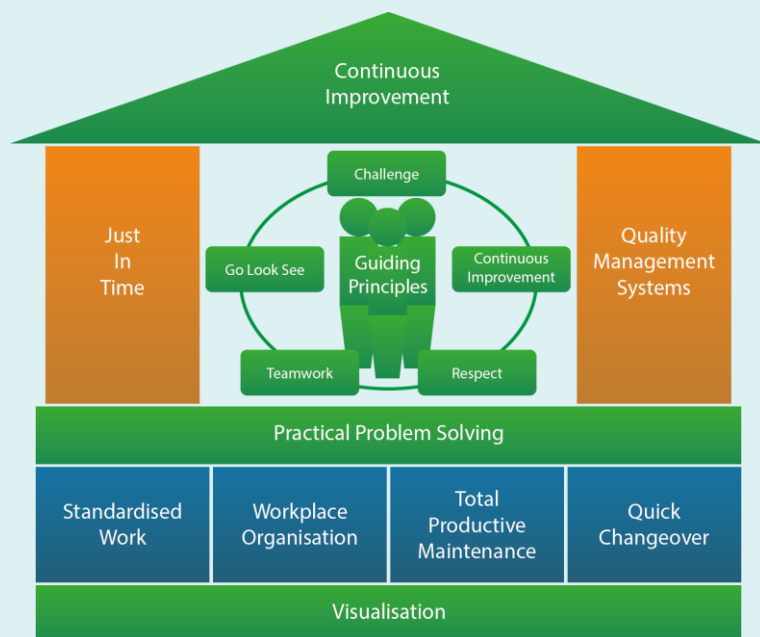 Continuous
Improvement
Just
In
Time
Challenge
Go Look See
Guiding
Principles
Continuous
Improvement
Teamwork
Respect
Quality
Management
Systems
Practical Problem Solving
Standardised
Work
Workplace
Organisation
Total
Productive
Maintenance
Quick
Changeover
Visualisation